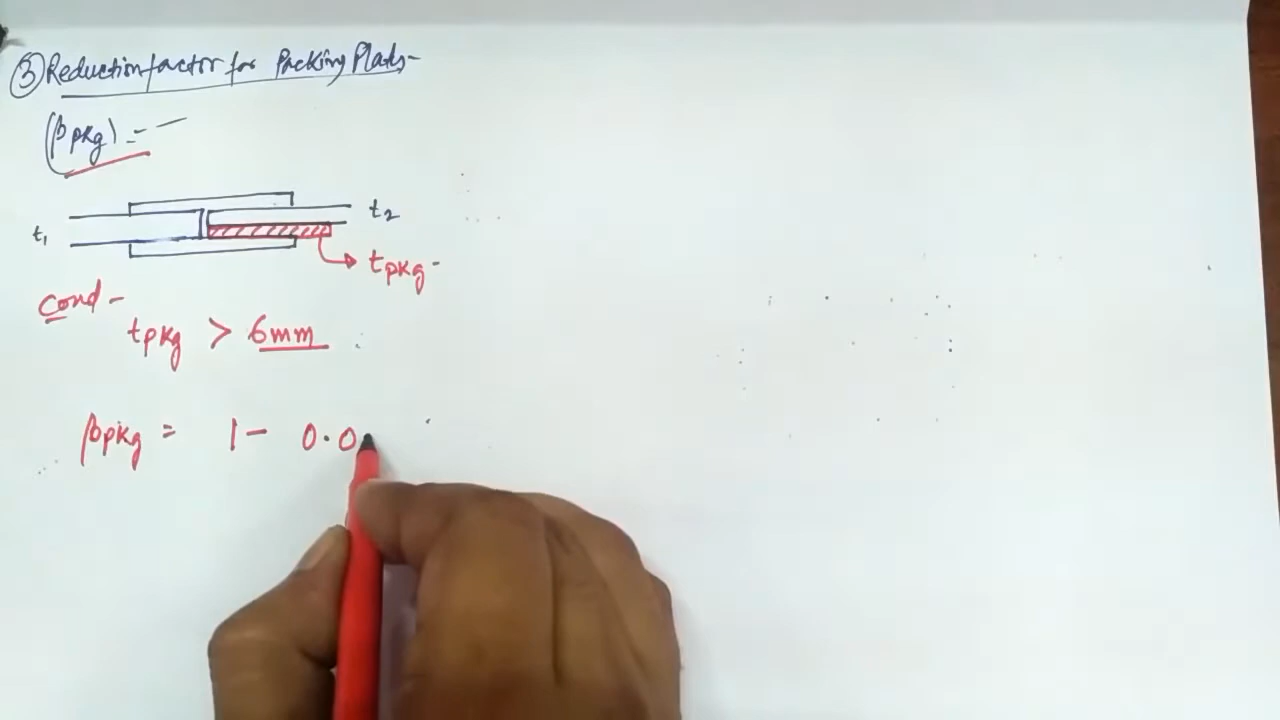 ③ Reduction factor for Packing Plates-
(βpkg) = -
t₂
t₁
tpkg -
Cond -
tpkg > 6mm
βpkg = 1 - 0.0